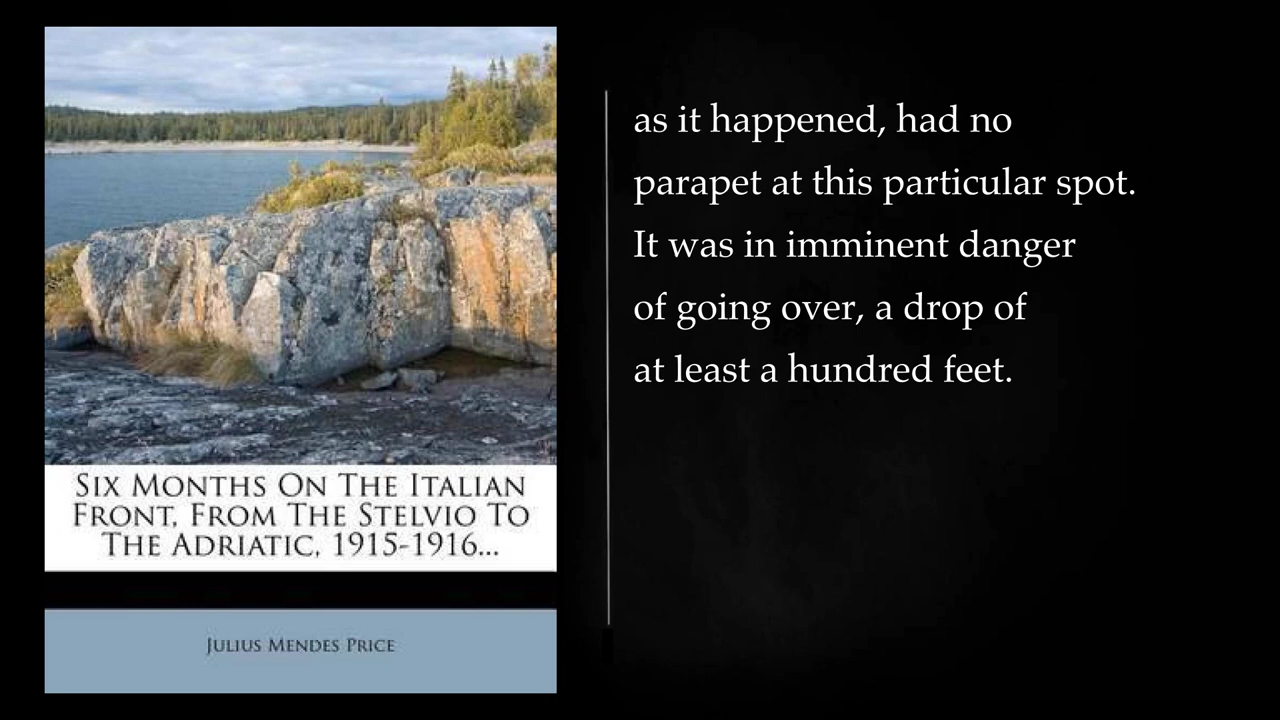 Six Months On The Italian
Front, From The Stelvio To
The Adriatic, 1915-1916...
Julius Mendes Price
as it happened, had no
parapet at this particular spot.
It was in imminent danger
of going over, a drop of
at least a hundred feet.